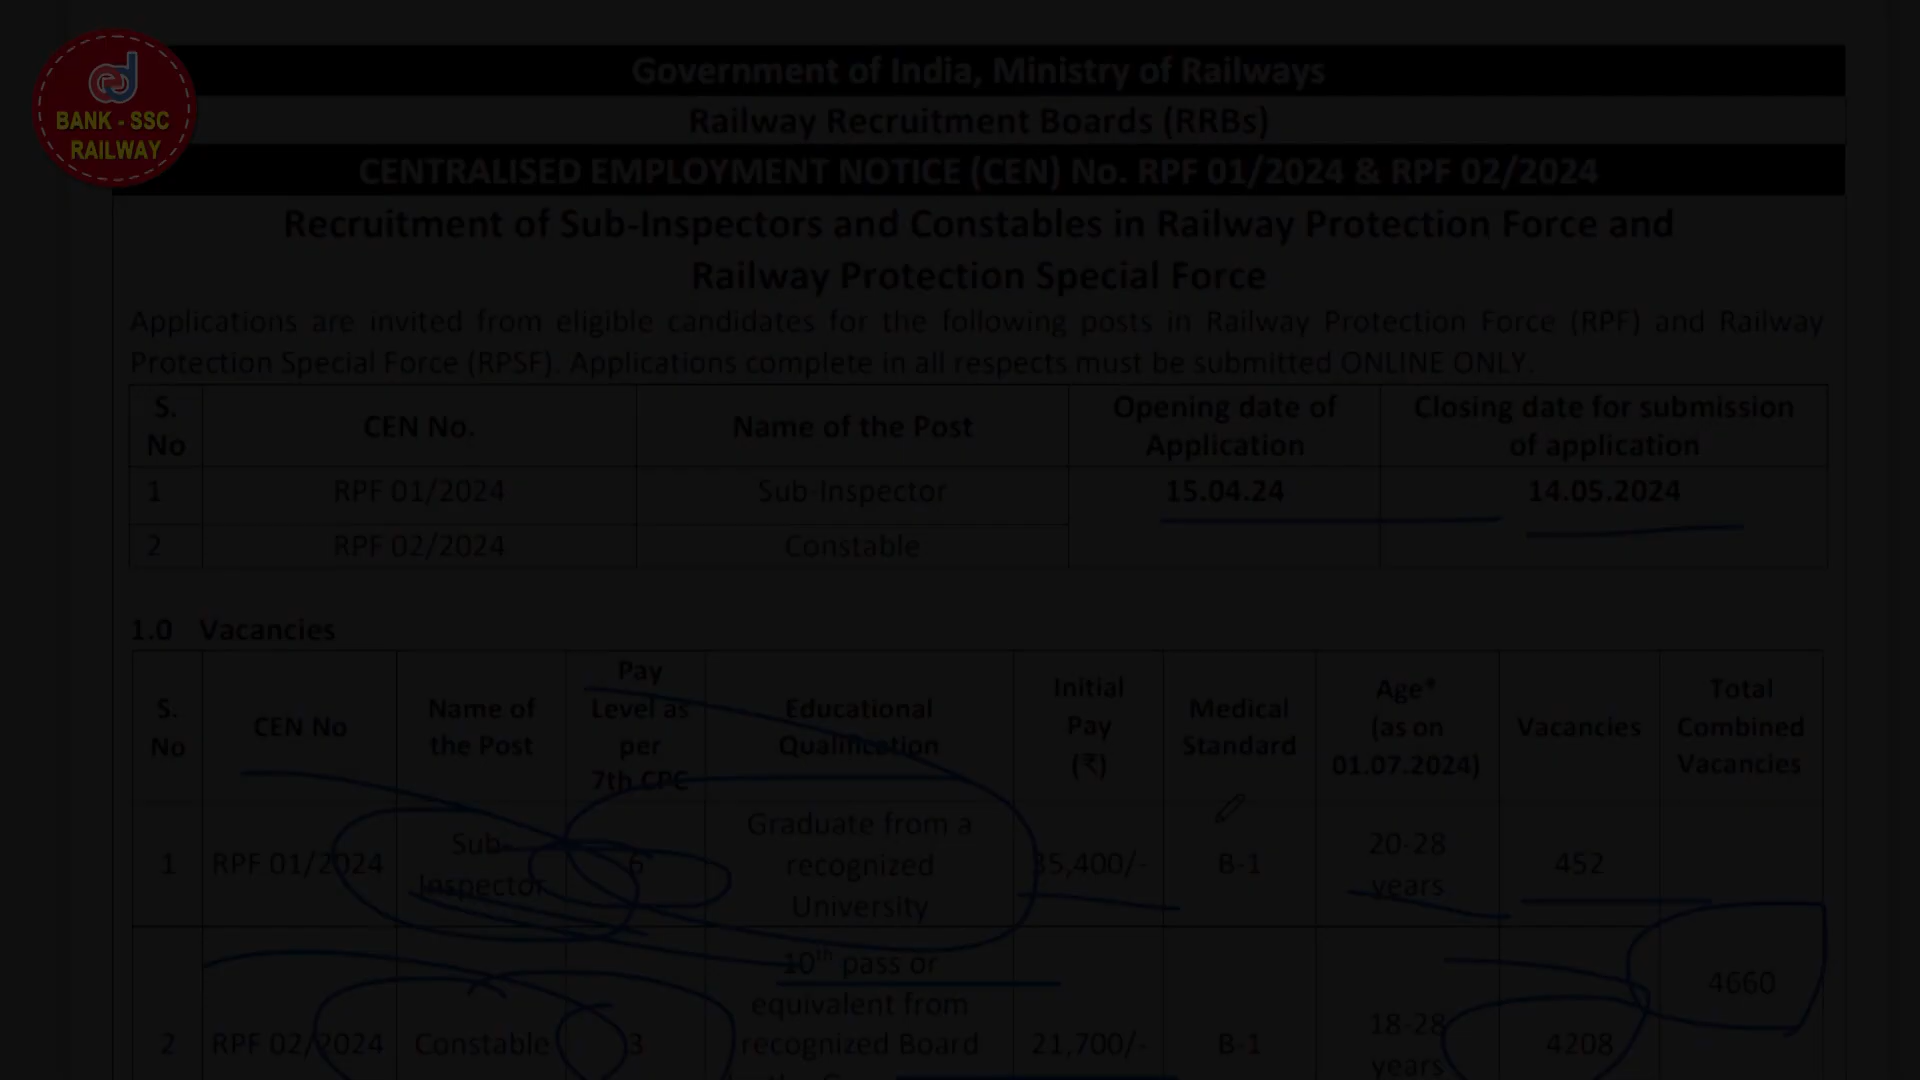 BANK - SSC
RAILWAY
Government of India, Ministry of Railways
Railway Recruitment Boards (RRBs)
CENTRALISED EMPLOYMENT NOTICE (CEN) No. RPF 01/2024 & RPF 02/2024
Recruitment of Sub-Inspectors and Constables in Railway Protection Force and
Railway Protection Special Force
Applications are invited from eligible candidates for the following posts in Railway Protection Force (RPF) and Railway
Protection Special Force (RPSF). Applications complete in all respects must be submitted ONLINE ONLY.
S. No CEN No. Name of the Post Opening date of Application Closing date for submission of application
1 RPF 01/2024 Sub-Inspector 15.04.24 14.05.2024
2 RPF 02/2024 Constable
1.0 Vacancies
S. No CEN No Name of the Post Pay Level as per 7th CPC Educational Qualification Initial Pay (₹) Medical Standard Age* (as on 01.07.2024) Vacancies Total Combined Vacancies
1 RPF 01/2024 Sub-Inspector 6 Graduate from a recognized University 35,400/- B-1 20-28 years 452 4660
2 RPF 02/2024 Constable 3 10th pass or equivalent from recognized Board 21,700/- B-1 18-28 years 4208